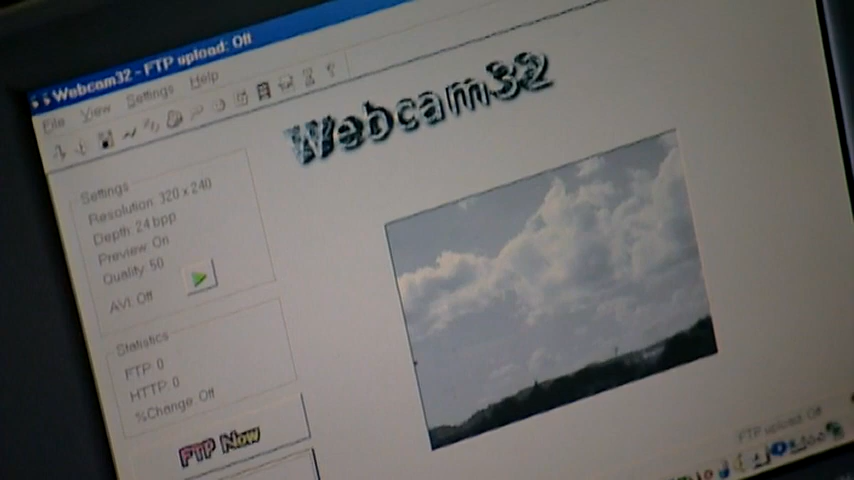 Webcam32 - FTP upload: Off
File View Settings Help
Webcam32
Settings
Resolution: 320 x 240
Depth: 24 bpp
Preview: On
Quality: 50
AVI: Off
Statistics
FTP: 0
HTTP: 0
%Change: Off
FTP Now
FTP upload: Off